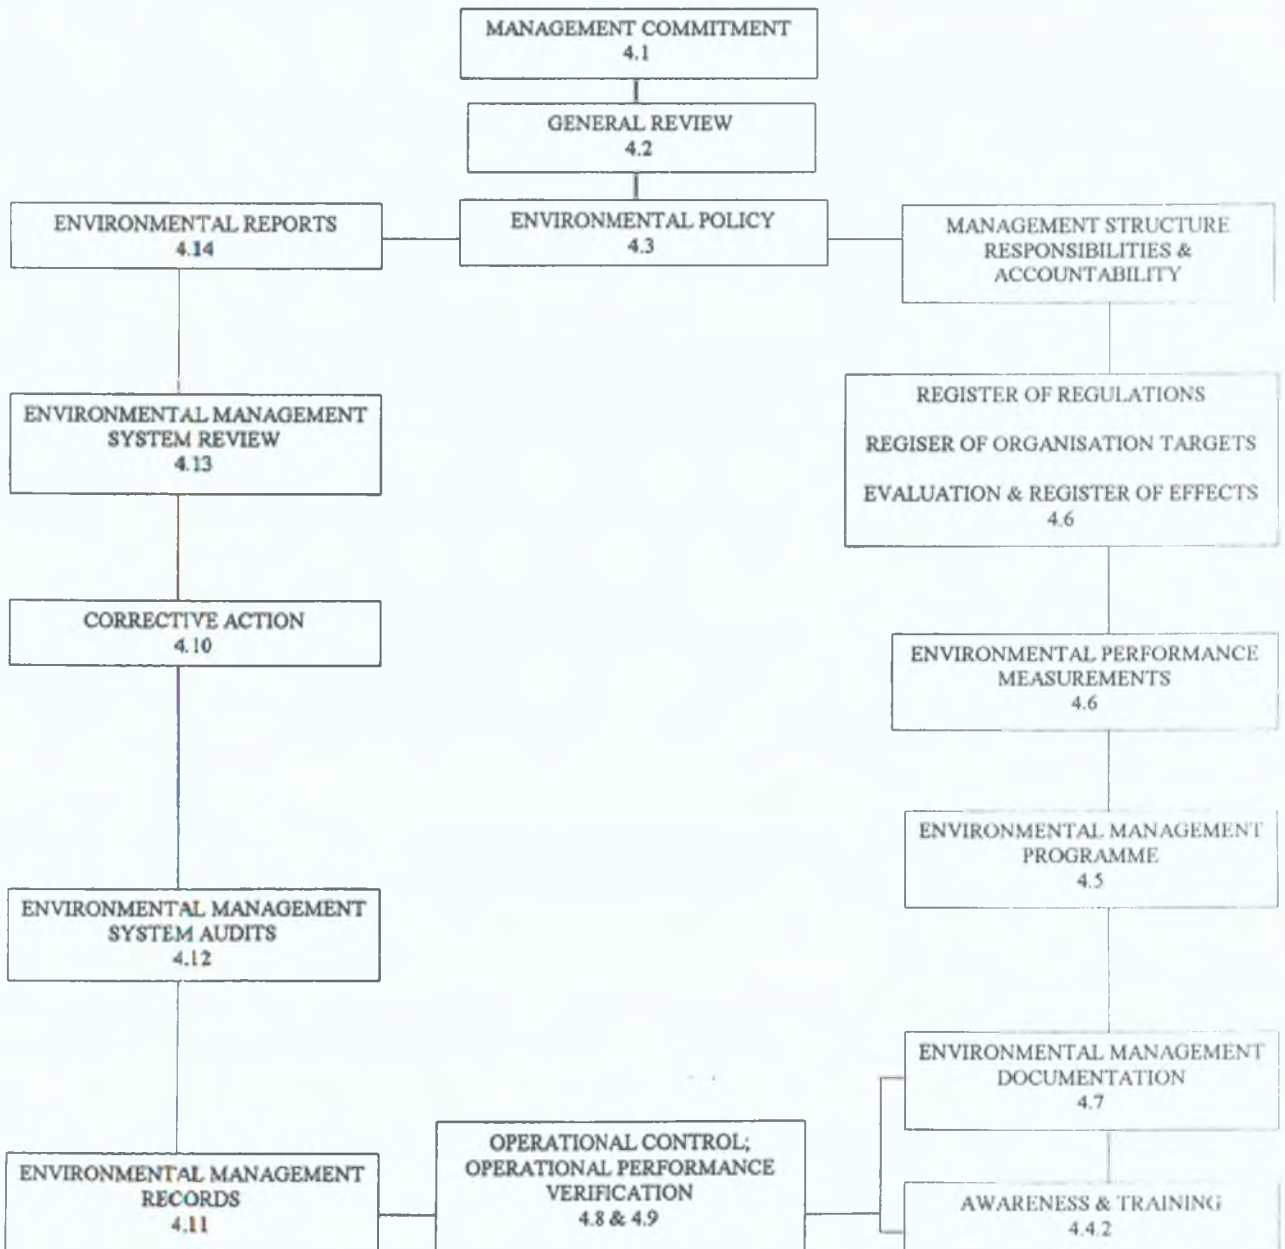 MANAGEMENT COMMITMENT
4.1
GENERAL REVIEW
4.2
ENVIRONMENTAL POLICY
4.3
ENVIRONMENTAL REPORTS
4.14
MANAGEMENT STRUCTURE
RESPONSIBILITIES &
ACCOUNTABILITY
ENVIRONMENTAL MANAGEMENT
SYSTEM REVIEW
4.13
REGISTER OF REGULATIONS
REGISER OF ORGANISATION TARGETS
EVALUATION & REGISTER OF EFFECTS
4.6
CORRECTIVE ACTION
4.10
ENVIRONMENTAL PERFORMANCE
MEASUREMENTS
4.6
ENVIRONMENTAL MANAGEMENT
PROGRAMME
4.5
ENVIRONMENTAL MANAGEMENT
SYSTEM AUDITS
4.12
ENVIRONMENTAL MANAGEMENT
DOCUMENTATION
4.7
OPERATIONAL CONTROL;
OPERATIONAL PERFORMANCE
VERIFICATION
4.8 & 4.9
ENVIRONMENTAL MANAGEMENT
RECORDS
4.11
AWARENESS & TRAINING
4.4.2